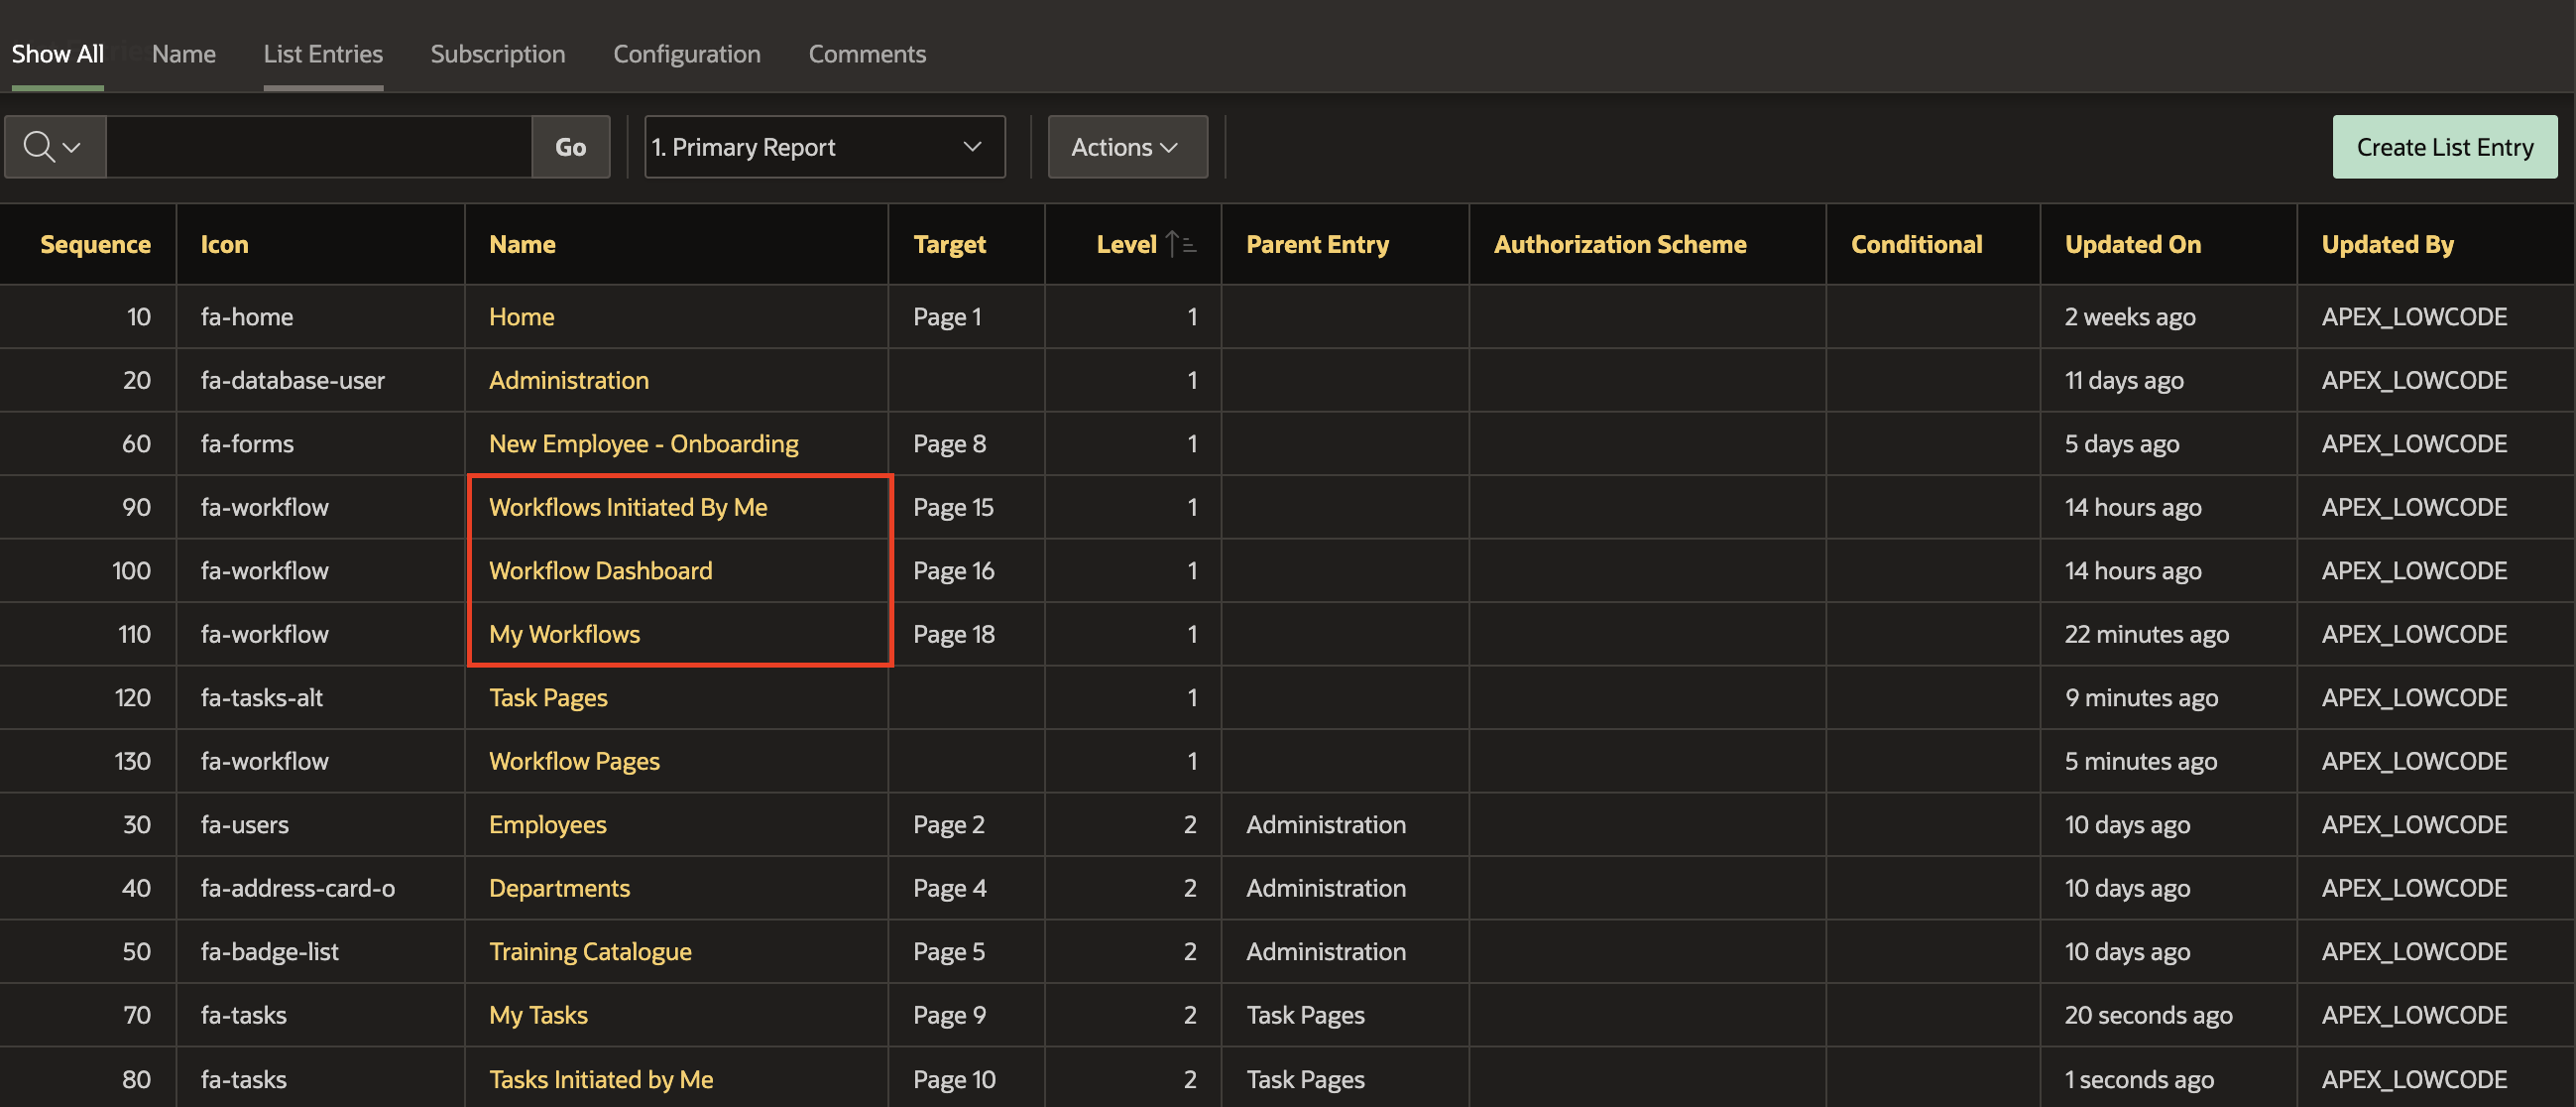 Show All Name List Entries Subscription Configuration Comments
Go 1. Primary Report Actions Create List Entry
Sequence Icon Name Target Level Parent Entry Authorization Scheme Conditional Updated On Updated By
10 fa-home Home Page 1 1 2 weeks ago APEX_LOWCODE
20 fa-database-user Administration 1 11 days ago APEX_LOWCODE
60 fa-forms New Employee - Onboarding Page 8 1 5 days ago APEX_LOWCODE
90 fa-workflow Workflows Initiated By Me Page 15 1 14 hours ago APEX_LOWCODE
100 fa-workflow Workflow Dashboard Page 16 1 14 hours ago APEX_LOWCODE
110 fa-workflow My Workflows Page 18 1 22 minutes ago APEX_LOWCODE
120 fa-tasks-alt Task Pages 1 9 minutes ago APEX_LOWCODE
130 fa-workflow Workflow Pages 1 5 minutes ago APEX_LOWCODE
30 fa-users Employees Page 2 2 Administration 10 days ago APEX_LOWCODE
40 fa-address-card-o Departments Page 4 2 Administration 10 days ago APEX_LOWCODE
50 fa-badge-list Training Catalogue Page 5 2 Administration 10 days ago APEX_LOWCODE
70 fa-tasks My Tasks Page 9 2 Task Pages 20 seconds ago APEX_LOWCODE
80 fa-tasks Tasks Initiated by Me Page 10 2 Task Pages 1 seconds ago APEX_LOWCODE